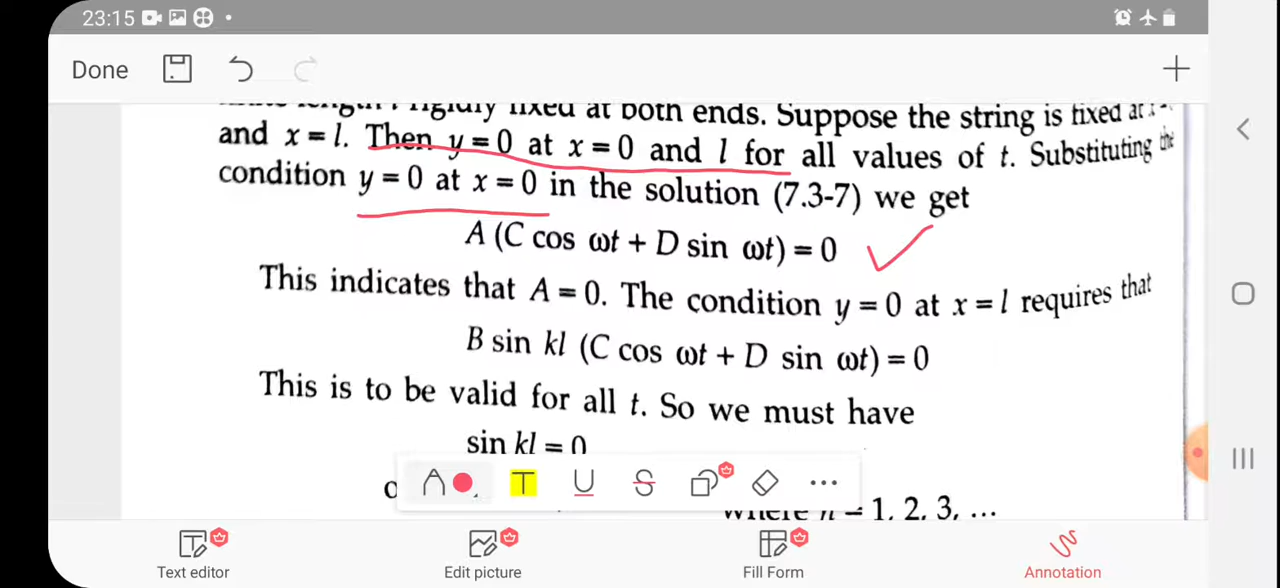 23:15
Done
finite length l rigidly fixed at both ends. Suppose the string is fixed at
and x = l. Then y = 0 at x = 0 and l for all values of t. Substituting the
condition y = 0 at x = 0 in the solution (7.3-7) we get
A (C cos ωt + D sin ωt) = 0
This indicates that A = 0. The condition y = 0 at x = l requires that
B sin kl (C cos ωt + D sin ωt) = 0
This is to be valid for all t. So we must have
sin kl = 0
where n = 1, 2, 3, ...
Text editor
Edit picture
Fill Form
Annotation